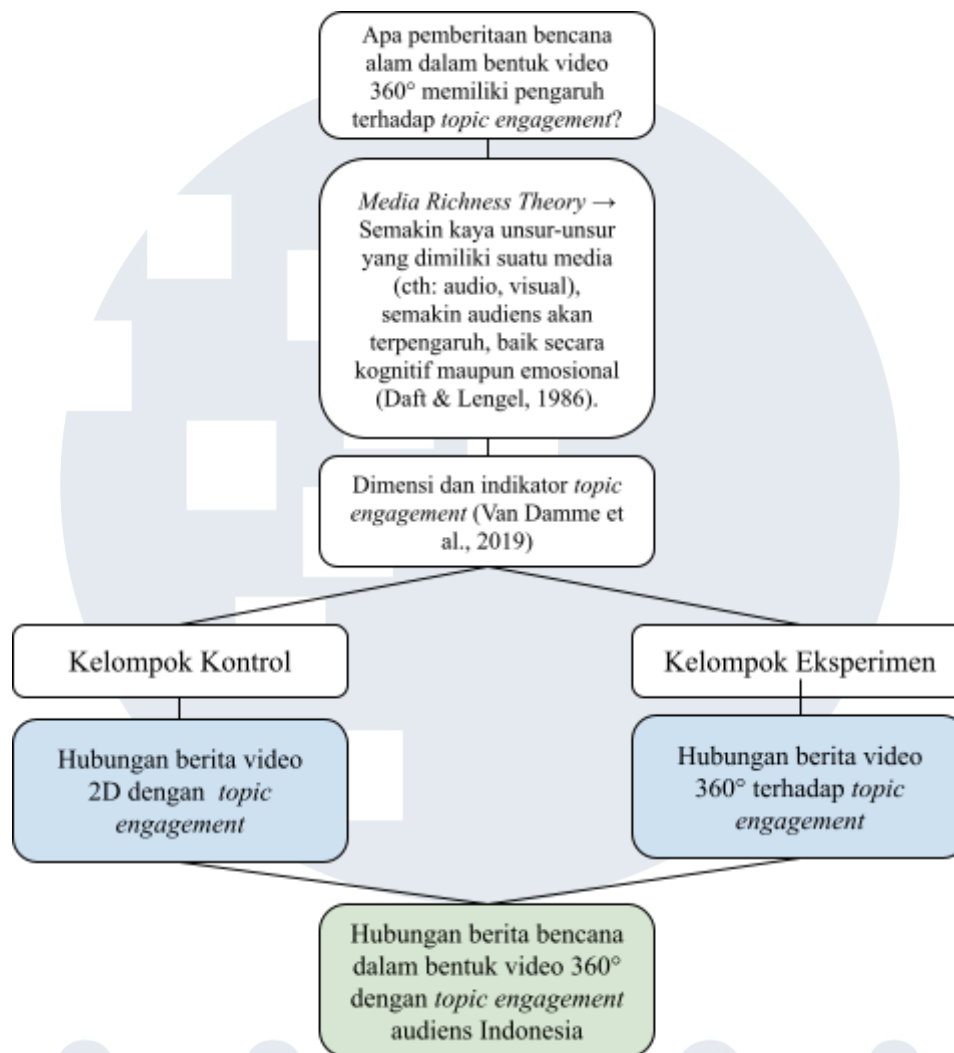 Apa pemberitaan bencana
alam dalam bentuk video
360° memiliki pengaruh
terhadap topic engagement?
Media Richness Theory →
Semakin kaya unsur-unsur
yang dimiliki suatu media
(cth: audio, visual),
semakin audiens akan
terpengaruh, baik secara
kognitif maupun emosional
(Daft & Lengel, 1986).
Dimensi dan indikator topic
engagement (Van Damme et
al., 2019)
Kelompok Kontrol
Kelompok Eksperimen
Hubungan berita video
2D dengan topic
engagement
Hubungan berita video
360° terhadap topic
engagement
Hubungan berita bencana
dalam bentuk video 360°
dengan topic engagement
audiens Indonesia